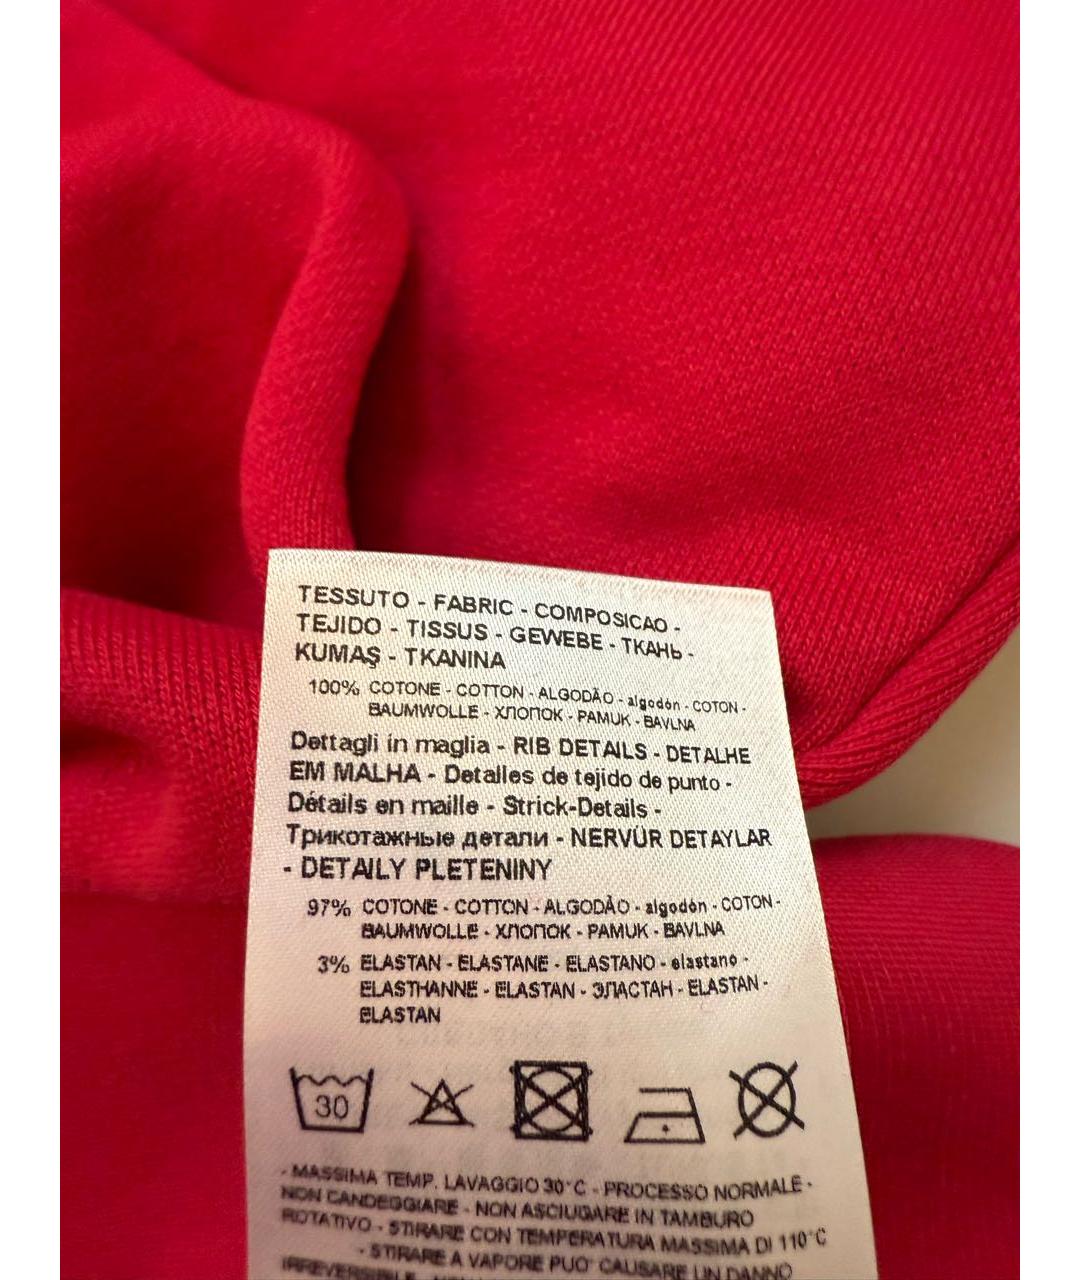 TESSUTO - FABRIC - COMPOSICAO -
TEJIDO - TISSUS - GEWEBE - ТКАНЬ -
KUMAŞ - TKANINA
100% COTONE - COTTON - ALGODÃO - algodón - COTON -
BAUMWOLLE - ХЛОПОК - PAMUK - BAVLNA
Dettagli in maglia - RIB DETAILS - DETALHE
EM MALHA - Detalles de tejido de punto -
Détails en maille - Strick-Details -
Трикотажные детали - NERVÜR DETAYLAR
- DETAILY PLETENINY
97% COTONE - COTTON - ALGODÃO - algodón - COTON -
BAUMWOLLE - ХЛОПОК - PAMUK - BAVLNA
3% ELASTAN - ELASTANE - ELASTANO - elastano -
ELASTHANNE - ELASTAN - ЭЛАСТАН - ELASTAN -
ELASTAN
30
- MASSIMA TEMP. LAVAGGIO 30°C - PROCESSO NORMALE -
NON CANDEGGIARE - NON ASCIUGARE IN TAMBURO
ROTATIVO - STIRARE CON TEMPERATURA MASSIMA DI 110°C
- STIRARE A VAPORE PUO' CAUSARE UN DANNO
IRREVERSIBILE